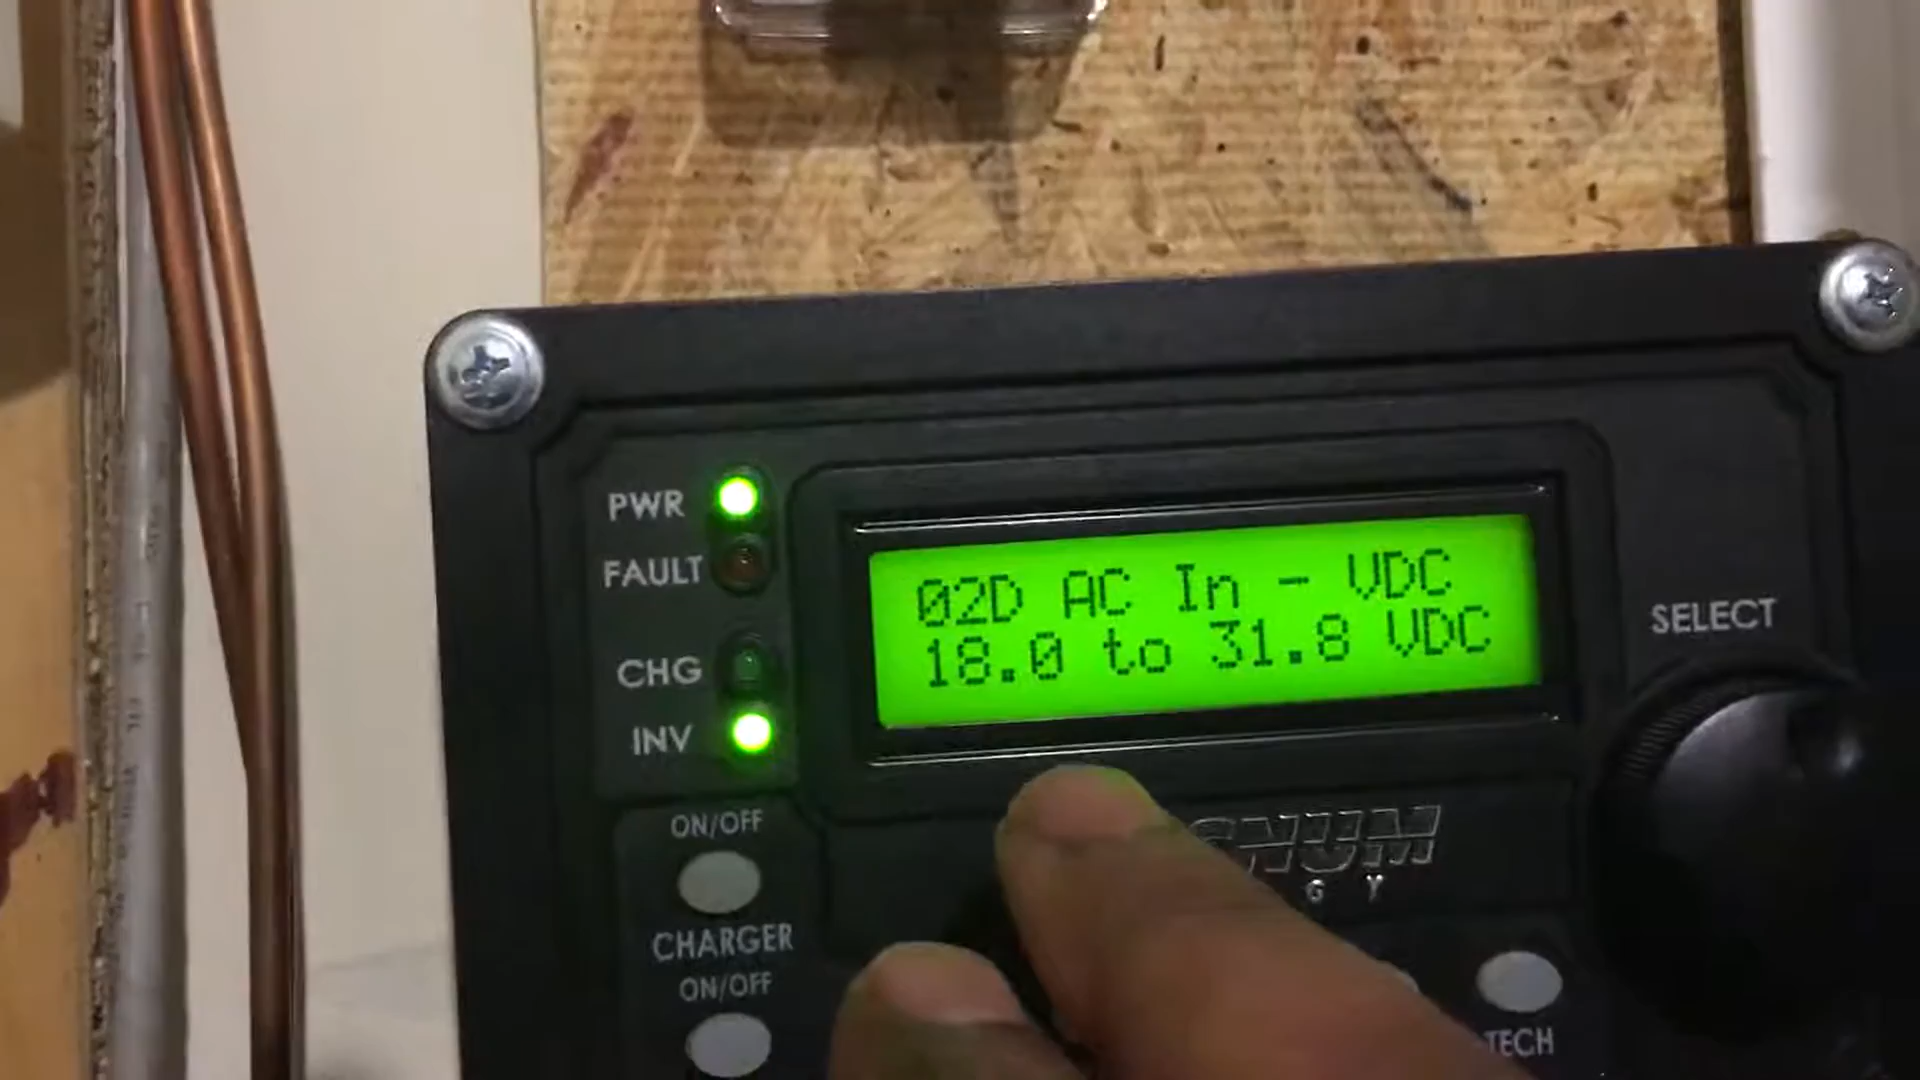 PWR
FAULT
CHG
INV
02D AC In - VDC
18.0 to 31.8 VDC
SELECT
ON/OFF
CHARGER
ON/OFF
TECH